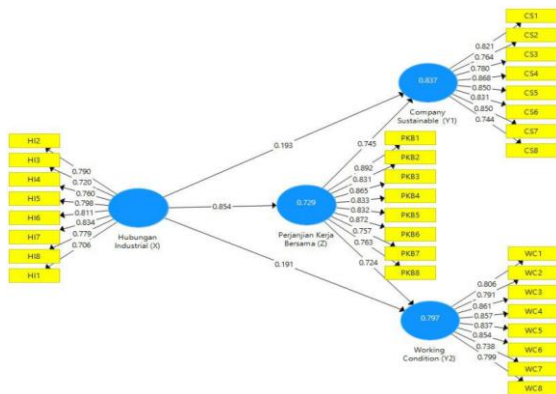 CS1
CS2
CS3
CS4
CS5
CS6
CS7
CS8
0.821
0.764
0.780
0.868
0.850
0.831
0.850
0.744
0.837
Company
Sustainable (Y1)
0.193
0.745
HI2
HI3
HI4
HI5
HI6
HI7
HI8
HI1
0.790
0.720
0.760
0.798
0.811
0.834
0.779
0.706
Hubungan
Industrial (X)
0.854
0.729
Perjanjian Kerja
Bersama (Z)
PKB1
PKB2
PKB3
PKB4
PKB5
PKB6
PKB7
PKB8
0.892
0.831
0.865
0.833
0.832
0.872
0.757
0.763
0.724
0.191
0.797
Working
Condition (Y2)
WC1
WC2
WC3
WC4
WC5
WC6
WC7
WC8
0.806
0.791
0.861
0.857
0.837
0.854
0.738
0.799